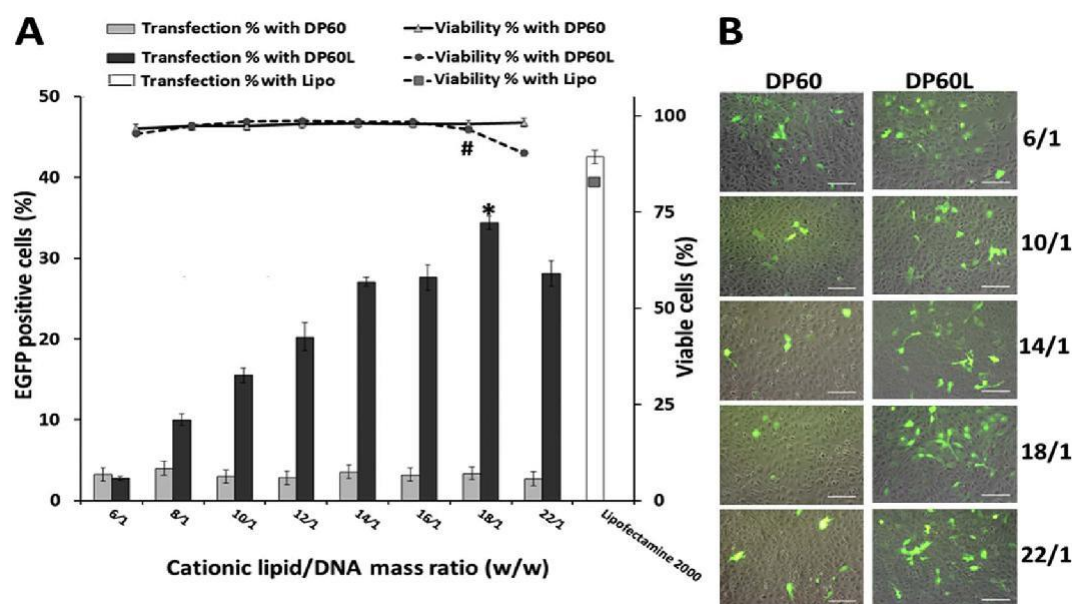 A
Transfection % with DP60
Viability % with DP60
Transfection % with DP60L
Viability % with DP60L
Transfection % with Lipo
Viability % with Lipo
50
40
30
20
10
0
EGFP positive cells (%)
100
75
50
25
0
Viable cells (%)
#
*
6/1
8/1
10/1
12/1
14/1
16/1
18/1
22/1
Lipofectamine 2000
Cationic lipid/DNA mass ratio (w/w)
B
DP60
DP60L
6/1
10/1
14/1
18/1
22/1